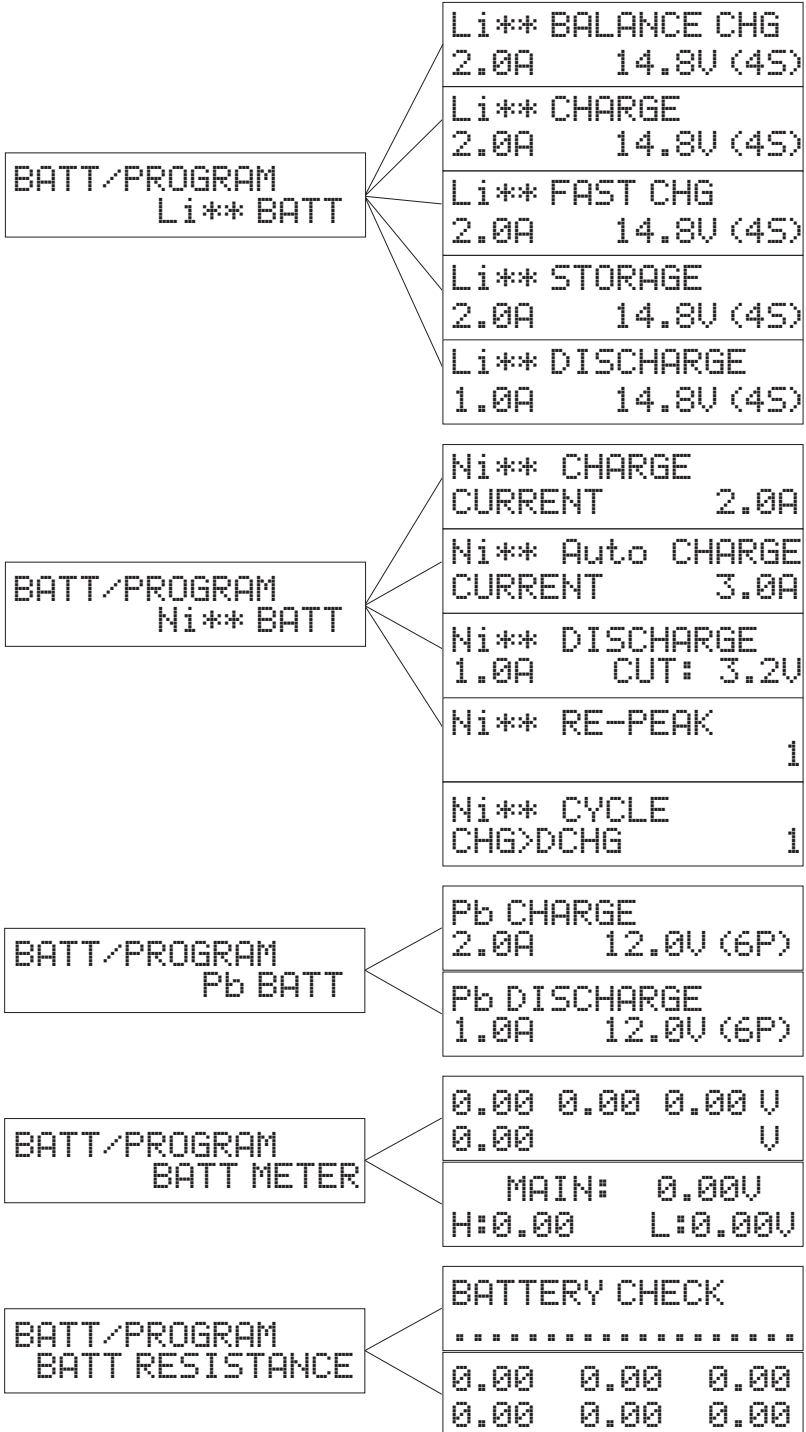 BATT/PROGRAM
Li** BATT
Li** BALANCE CHG
2.0A 14.8V (4S)
Li** CHARGE
2.0A 14.8V (4S)
Li** FAST CHG
2.0A 14.8V (4S)
Li** STORAGE
2.0A 14.8V (4S)
Li** DISCHARGE
1.0A 14.8V (4S)
BATT/PROGRAM
Ni** BATT
Ni** CHARGE
CURRENT 2.0A
Ni** Auto CHARGE
CURRENT 3.0A
Ni** DISCHARGE
1.0A CUT: 3.2V
Ni** RE-PEAK
1
Ni** CYCLE
CHG>DCHG 1
BATT/PROGRAM
Pb BATT
Pb CHARGE
2.0A 12.0V (6P)
Pb DISCHARGE
1.0A 12.0V (6P)
BATT/PROGRAM
BATT METER
0.00 0.00 0.00 V
0.00 V
MAIN: 0.00V
H:0.00 L:0.00V
BATT/PROGRAM
BATT RESISTANCE
BATTERY CHECK
...................
0.00 0.00 0.00
0.00 0.00 0.00